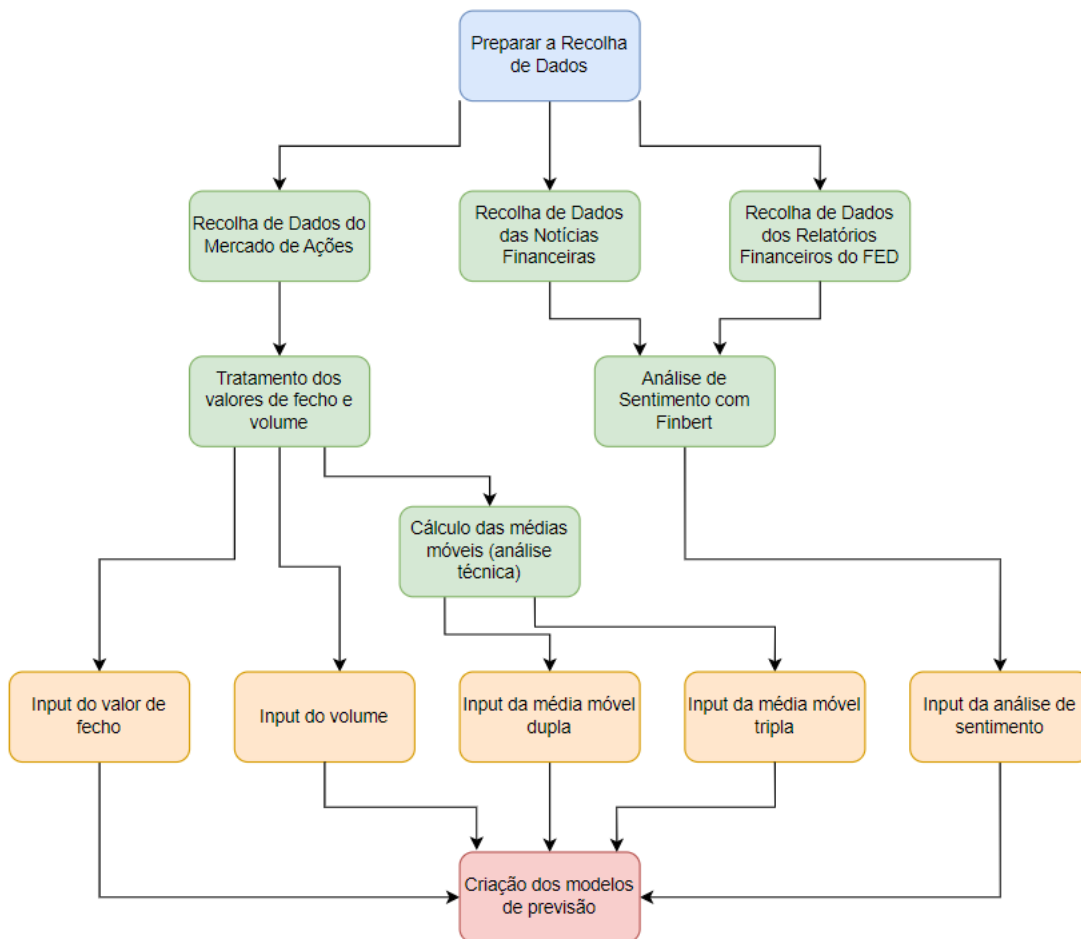 Preparar a Recolha
de Dados
Recolha de Dados do
Mercado de Ações
Recolha de Dados
das Notícias
Financeiras
Recolha de Dados
dos Relatórios
Financeiros do FED
Tratamento dos
valores de fecho e
volume
Análise de
Sentimento com
Finbert
Cálculo das médias
móveis (análise
técnica)
Input do valor de
fecho
Input do volume
Input da média móvel
dupla
Input da média móvel
tripla
Input da análise de
sentimento
Criação dos modelos
de previsão